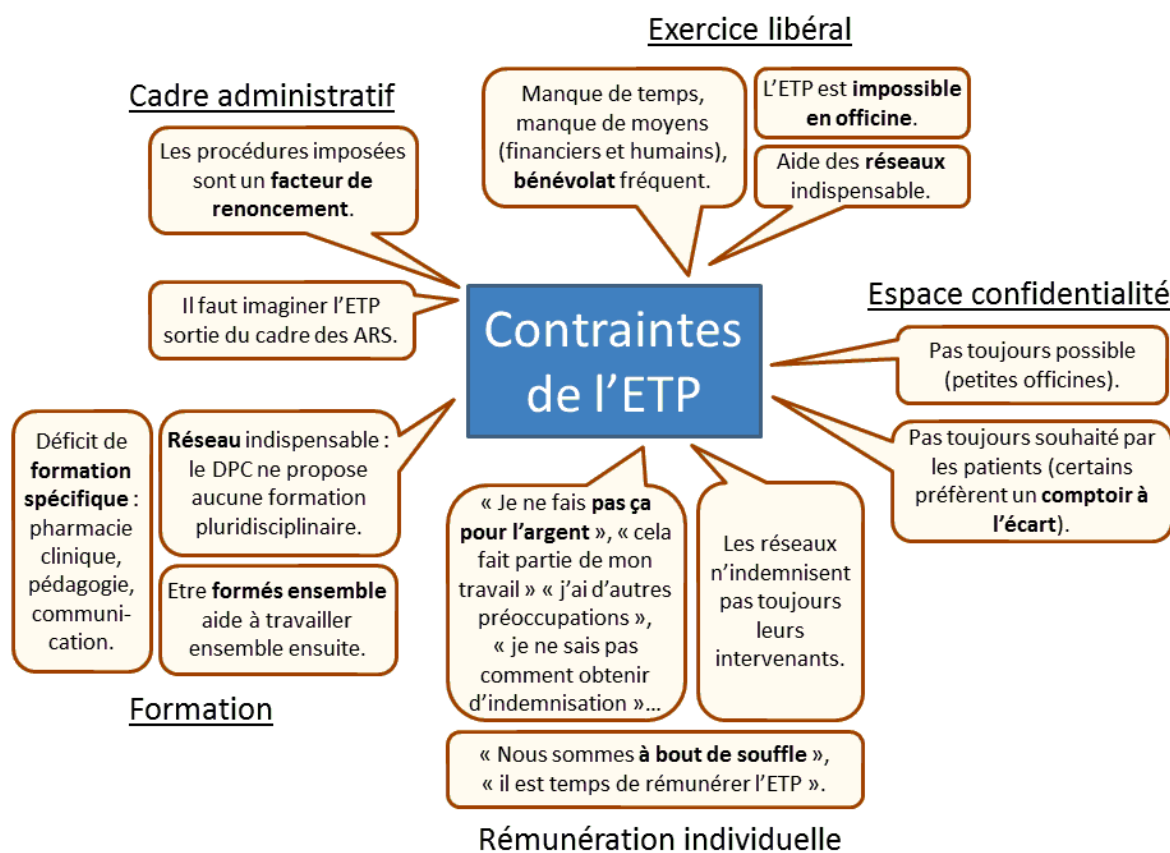 Exercice libéral
Manque de temps,
manque de moyens
(financiers et humains),
bénévolat fréquent.
L’ETP est impossible
en officine.
Aide des réseaux
indispensable.
Cadre administratif
Les procédures imposées
sont un facteur de
renoncement.
Il faut imaginer l’ETP
sortie du cadre des ARS.
Contraintes
de l’ETP
Espace confidentialité
Pas toujours possible
(petites officines).
Pas toujours souhaité par
les patients (certains
préfèrent un comptoir à
l’écart).
Déficit de
formation
spécifique :
pharmacie
clinique,
pédagogie,
communi-
cation.
Réseau indispensable :
le DPC ne propose
aucune formation
pluridisciplinaire.
Etre formés ensemble
aide à travailler
ensemble ensuite.
Formation
« Je ne fais pas ça
pour l’argent », « cela
fait partie de mon
travail » « j’ai d’autres
préoccupations »,
« je ne sais pas
comment obtenir
d’indemnisation »…
Les réseaux
n’indemnisent
pas toujours
leurs
intervenants.
« Nous sommes à bout de souffle »,
« il est temps de rémunérer l’ETP ».
Rémunération individuelle